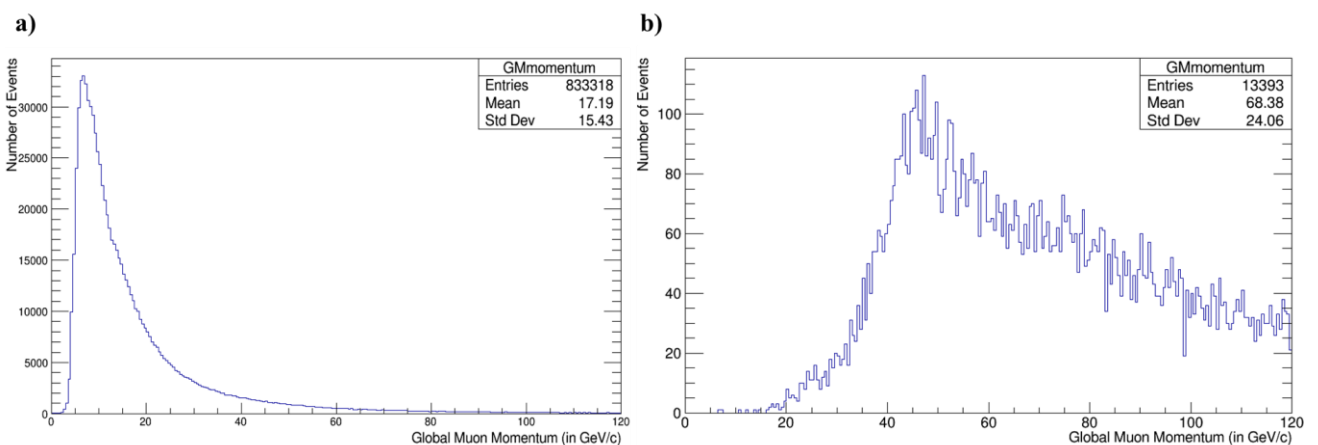 a)
GMmomentum
Entries 833318
Mean 17.19
Std Dev 15.43
Number of Events
30000
25000
20000
15000
10000
5000
0
0 20 40 60 80 100 120
Global Muon Momentum (in GeV/c)
b)
GMmomentum
Entries 13393
Mean 68.38
Std Dev 24.06
Number of Events
100
80
60
40
20
0
0 20 40 60 80 100 120
Global Muon Momentum (in GeV/c)